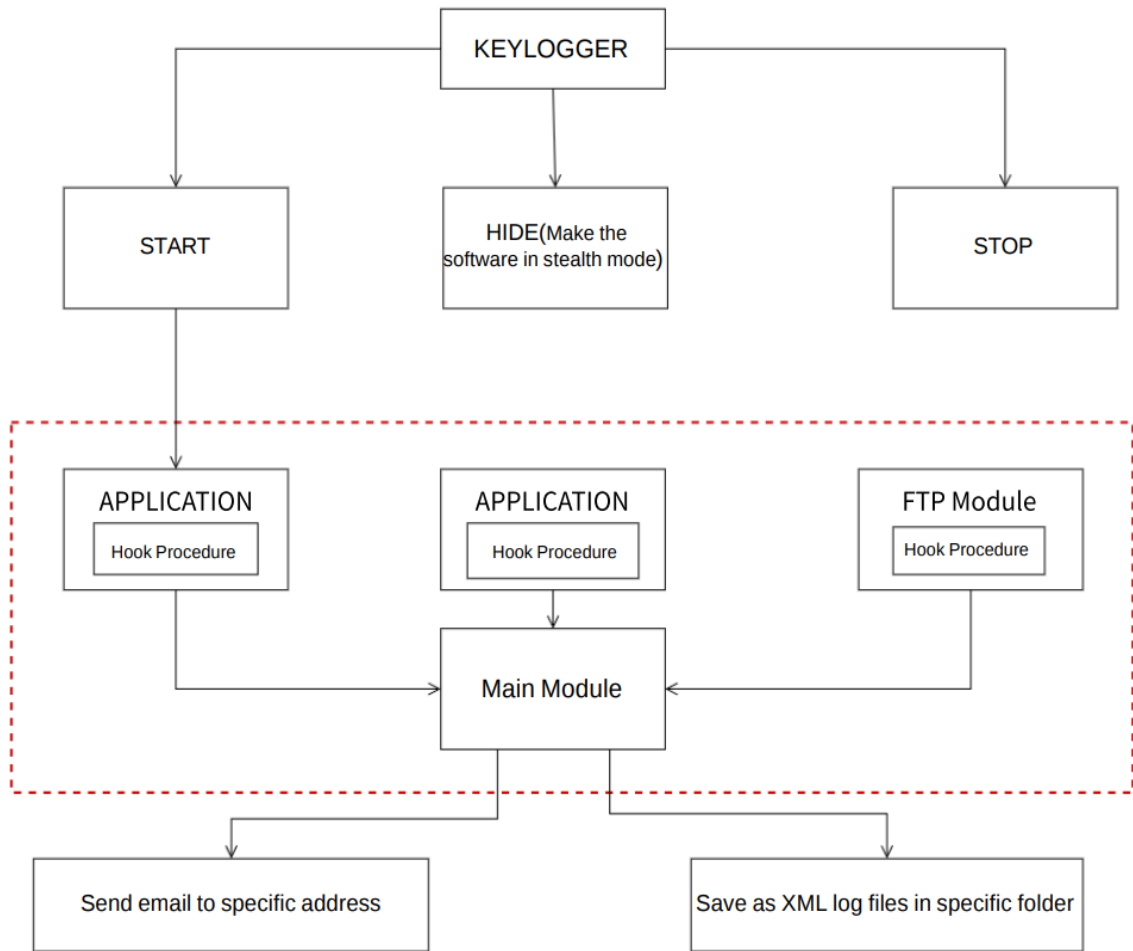 KEYLOGGER
START
HIDE(Make the
software in stealth mode)
STOP
APPLICATION
Hook Procedure
APPLICATION
Hook Procedure
FTP Module
Hook Procedure
Main Module
Send email to specific address
Save as XML log files in specific folder